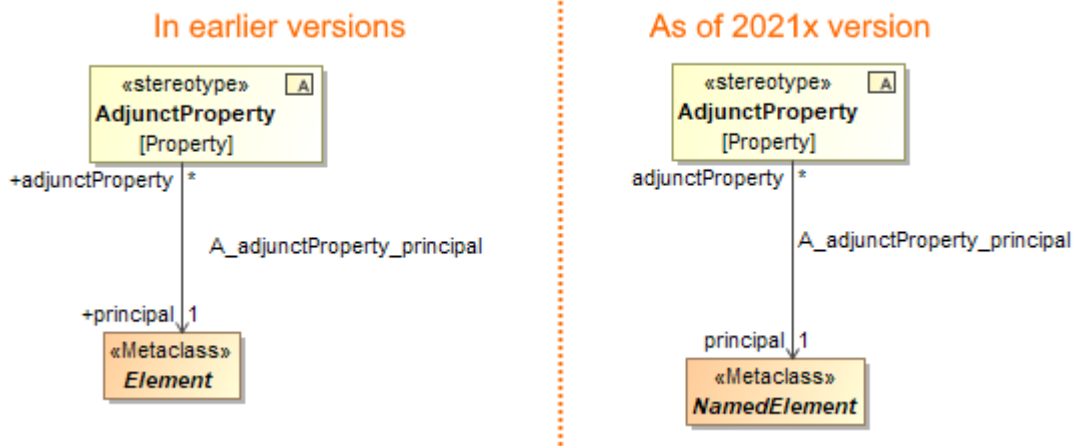 In earlier versions
«stereotype»
A
AdjunctProperty
[Property]
+adjunctProperty *
A_adjunctProperty_principal
+principal 1
«Metaclass»
Element
As of 2021x version
«stereotype»
A
AdjunctProperty
[Property]
adjunctProperty *
A_adjunctProperty_principal
principal 1
«Metaclass»
NamedElement